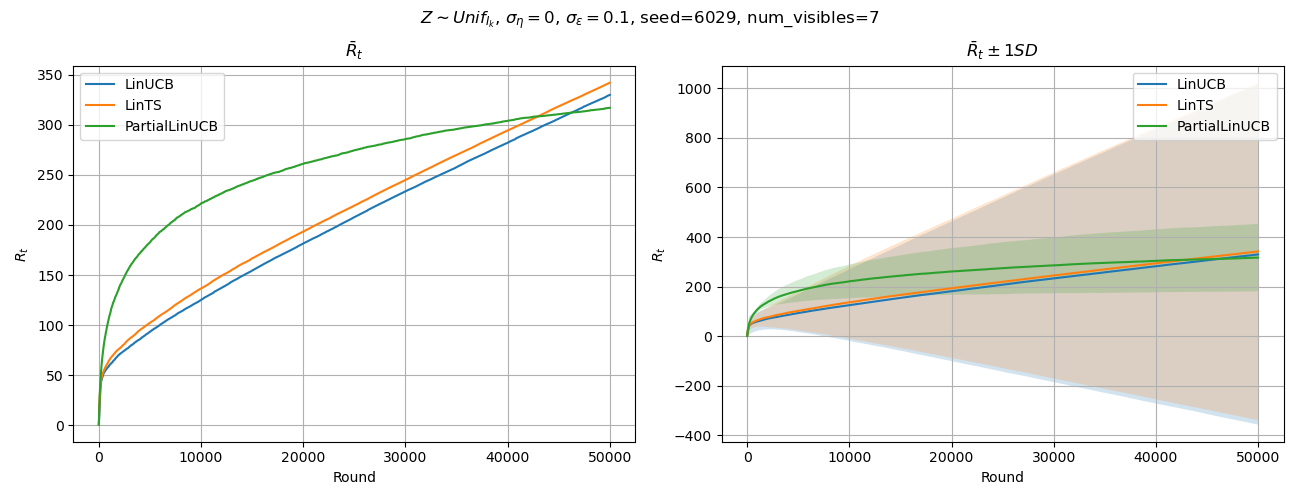 Z ∼ Unif_{I_k}, σ_η = 0, σ_ε = 0.1, seed=6029, num_visibles=7
R̄_t
350
300
250
200
150
100
50
0
R_t
LinUCB
LinTS
PartialLinUCB
0 10000 20000 30000 40000 50000
Round
R̄_t ± 1SD
1000
800
600
400
200
0
−200
−400
R_t
LinUCB
LinTS
PartialLinUCB
0 10000 20000 30000 40000 50000
Round